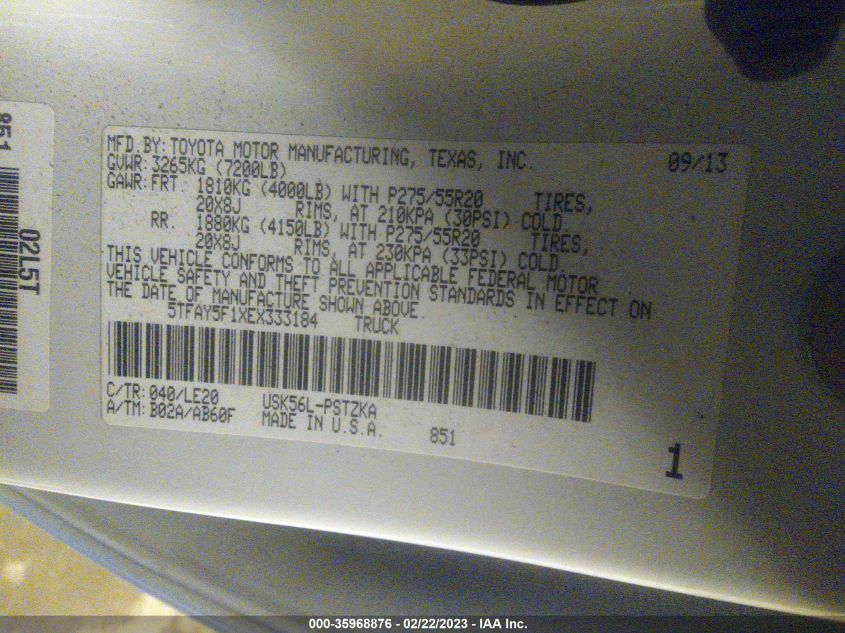 851
02L5T
MFD BY: TOYOTA MOTOR MANUFACTURING, TEXAS, INC. 09/13
GVWR: 3265KG (7200LB)
GAWR: FRT. 1810KG (4000LB) WITH P275/55R20 TIRES,
20X8J RIMS, AT 210KPA (30PSI) COLD
RR. 1880KG (4150LB) WITH P275/55R20 TIRES,
20X8J RIMS, AT 230KPA (33PSI) COLD
THIS VEHICLE CONFORMS TO ALL APPLICABLE FEDERAL MOTOR
VEHICLE SAFETY AND THEFT PREVENTION STANDARDS IN EFFECT ON
THE DATE OF MANUFACTURE SHOWN ABOVE.
5TFAY5F1XEX333184 TRUCK
C/TR: 040/LE20 USK56L-PSTZKA
A/TM: B02A/AB60F MADE IN U.S.A. 851
1
000-35968876 - 02/22/2023 - IAA Inc.